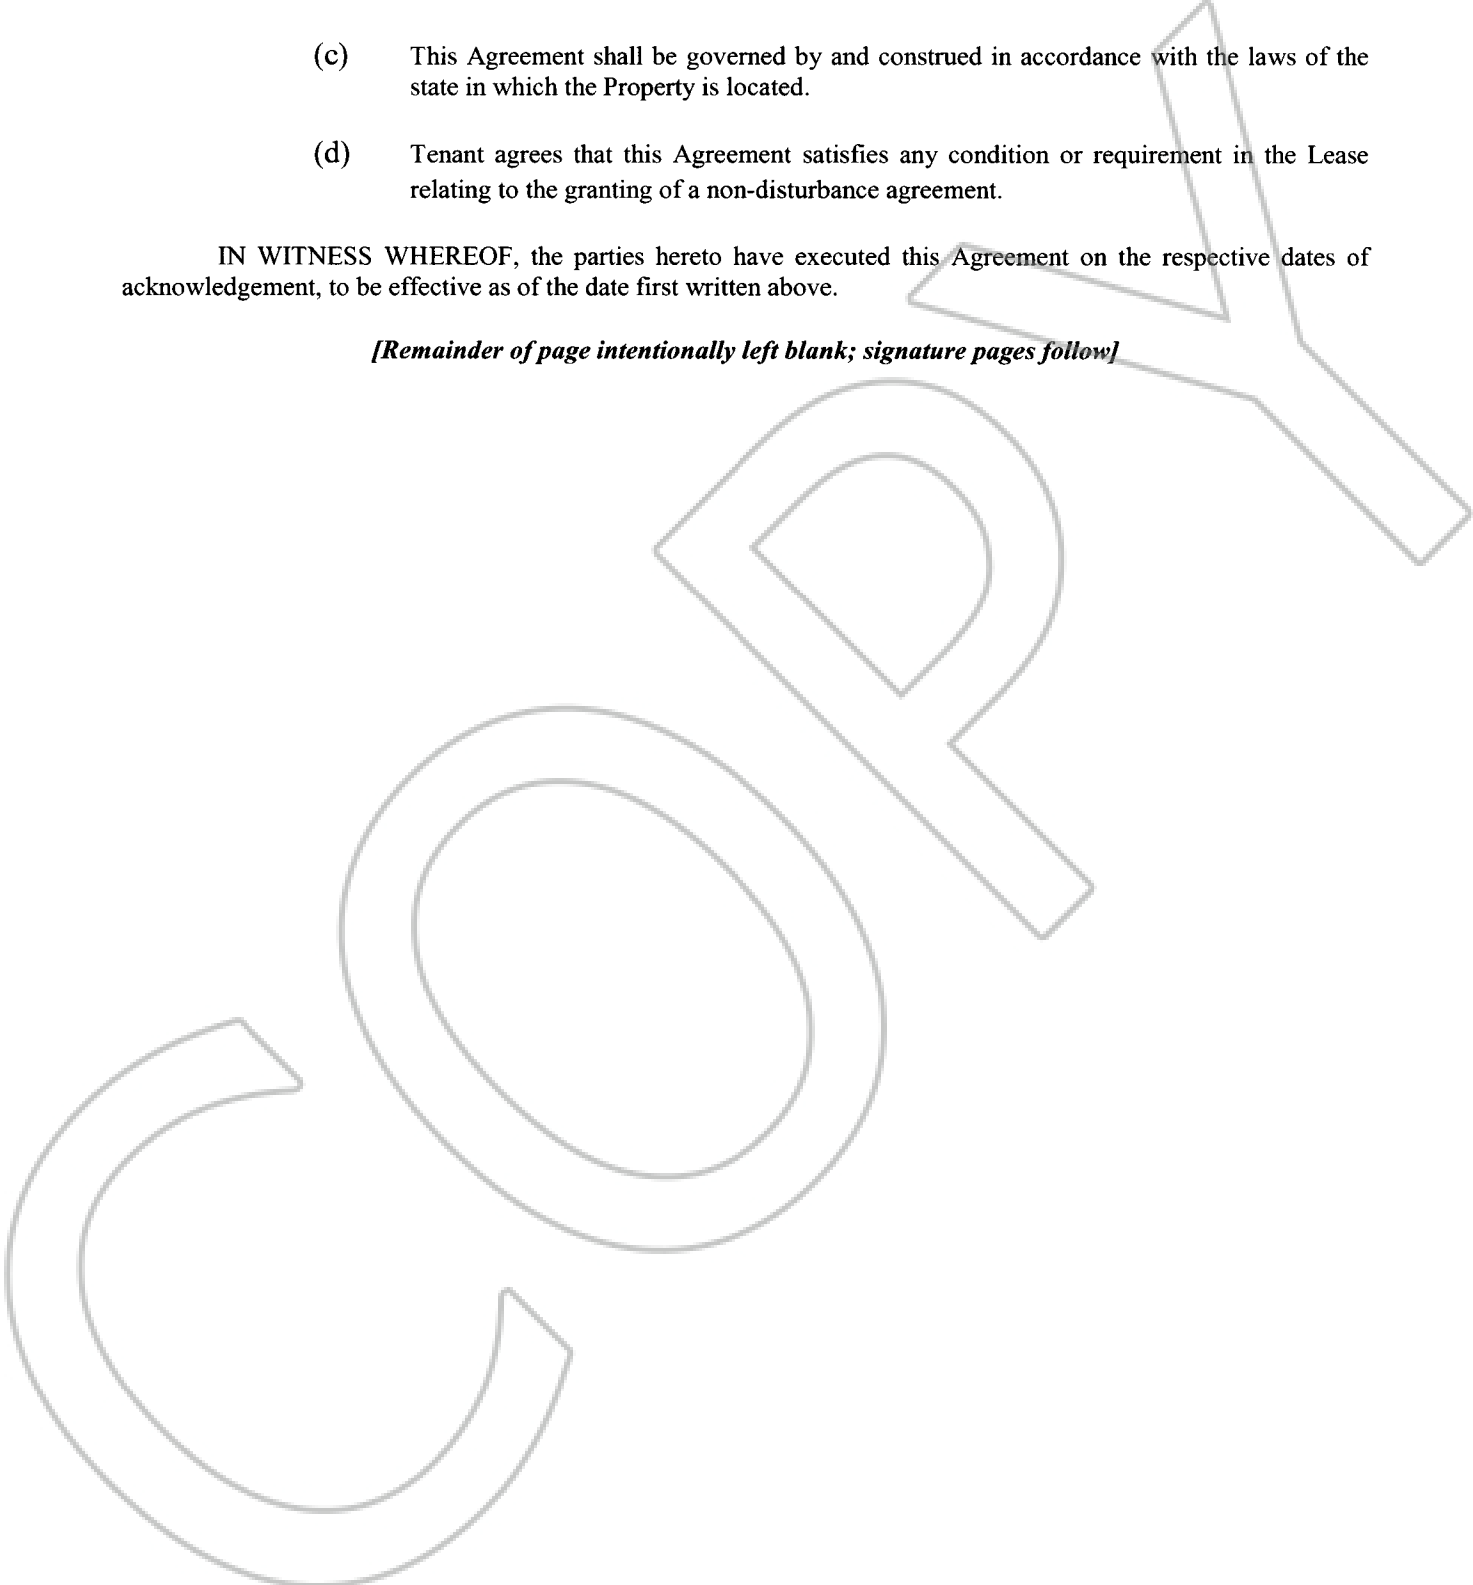 (c) This Agreement shall be governed by and construed in accordance with the laws of the
state in which the Property is located.
(d) Tenant agrees that this Agreement satisfies any condition or requirement in the Lease
relating to the granting of a non-disturbance agreement.
IN WITNESS WHEREOF, the parties hereto have executed this Agreement on the respective dates of
acknowledgement, to be effective as of the date first written above.
[Remainder of page intentionally left blank; signature pages follow]
COPY